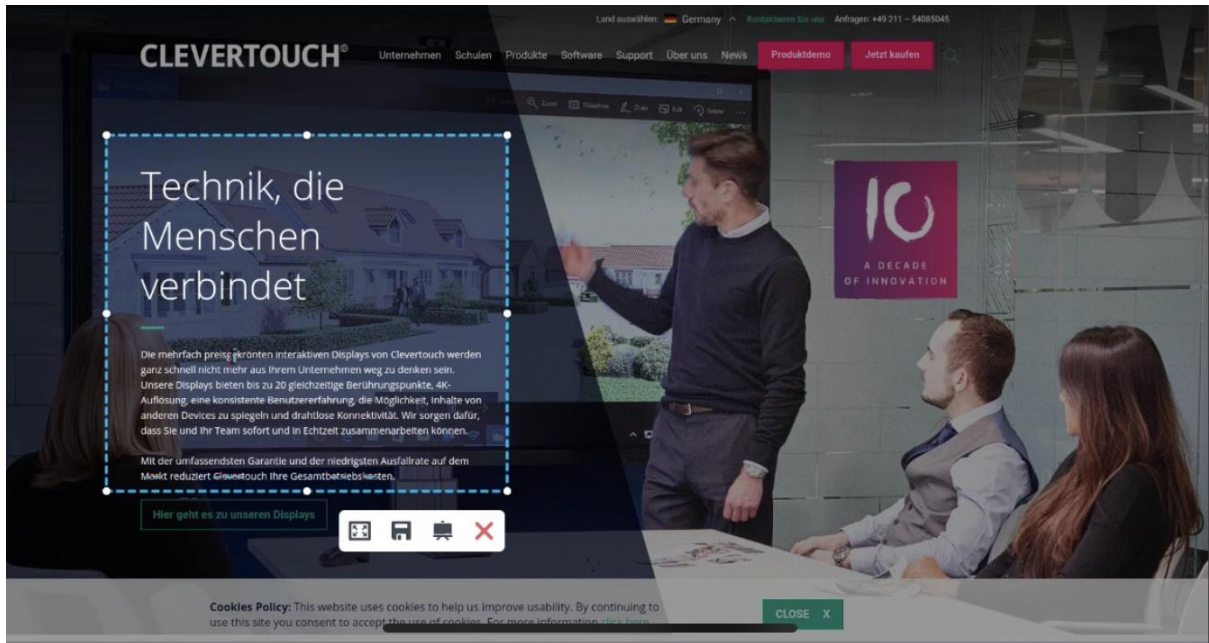 Land auswählen: Germany Kontaktieren Sie uns Anfragen: +49 211 – 54085045
CLEVERTOUCH®
Unternehmen Schulen Produkte Software Support Über uns News Produktdemo Jetzt kaufen
Zoom Slideshow Draw Edit Rotate
Technik, die
Menschen
verbindet
10
A DECADE
OF INNOVATION
Die mehrfach preisgekrönten interaktiven Displays von Clevertouch werden
ganz schnell nicht mehr aus Ihrem Unternehmen weg zu denken sein.
Unsere Displays bieten bis zu 20 gleichzeitige Berührungspunkte, 4K-
Auflösung, eine konsistente Benutzererfahrung, die Möglichkeit, Inhalte von
anderen Devices zu spiegeln und drahtlose Konnektivität. Wir sorgen dafür,
dass Sie und Ihr Team sofort und in Echtzeit zusammenarbeiten können.
Mit der umfassendsten Garantie und der niedrigsten Ausfallrate auf dem
Markt reduziert Clevertouch Ihre Gesamtbetriebskosten.
Hier geht es zu unseren Displays
Cookies Policy: This website uses cookies to help us improve usability. By continuing to
use this site you consent to accept the use of cookies. For more information click here
CLOSE X